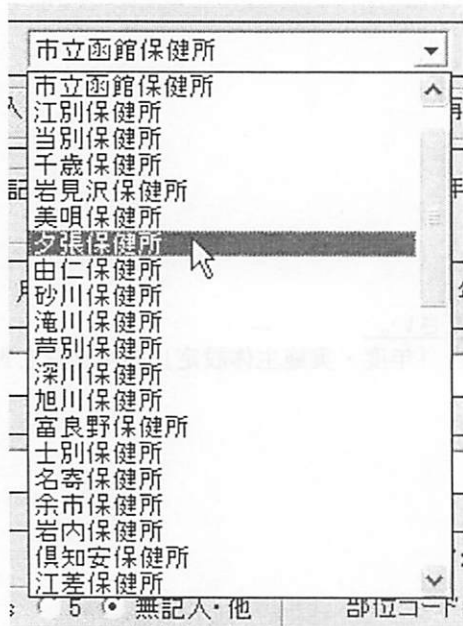 市立函館保健所
市立函館保健所
江別保健所
当別保健所
千歳保健所
岩見沢保健所
美唄保健所
夕張保健所
由仁保健所
砂川保健所
滝川保健所
芦別保健所
深川保健所
旭川保健所
富良野保健所
士別保健所
名寄保健所
余市保健所
岩内保健所
倶知安保健所
江差保健所
5 無記入・他 部位コード